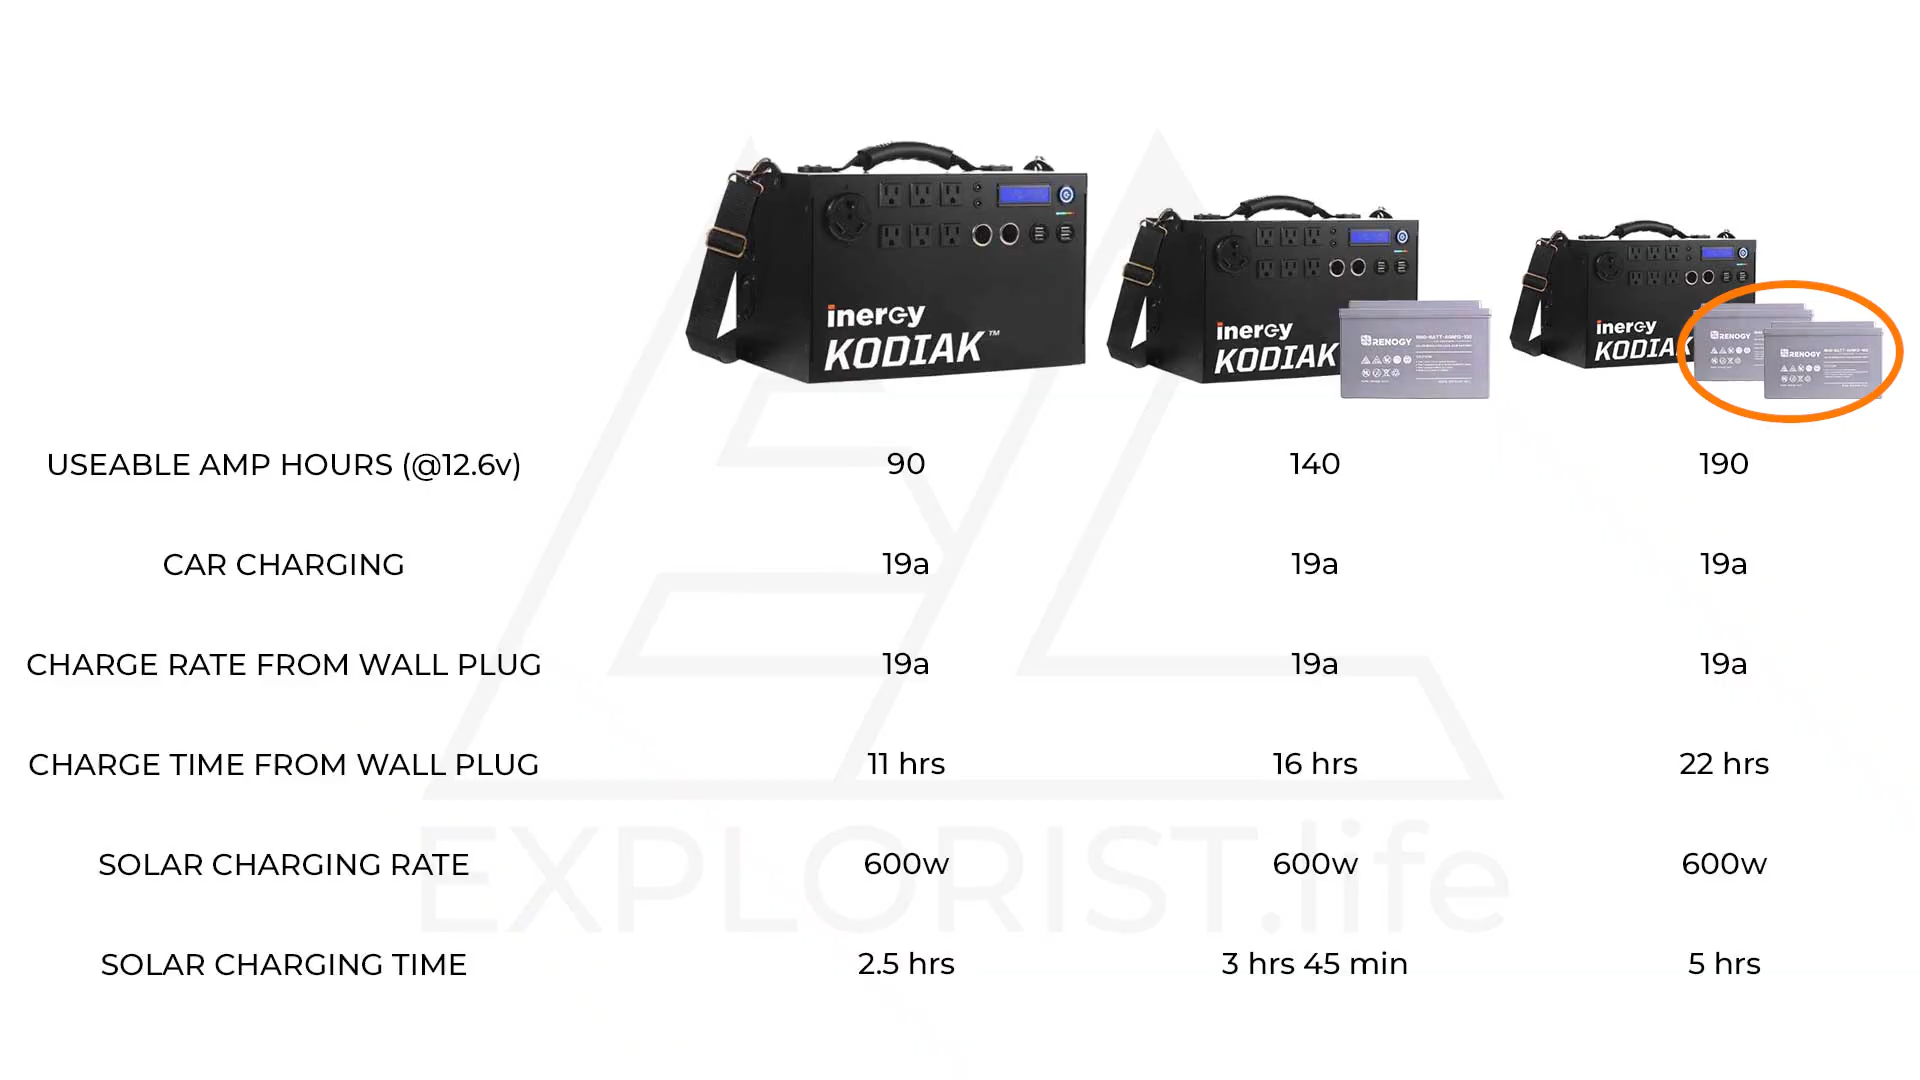 inergy
KODIAK™
inergy
KODIAK
RENOGY
inergy
KODIAK
RENOGY
RENOGY
USEABLE AMP HOURS (@12.6v) 90 140 190
CAR CHARGING 19a 19a 19a
CHARGE RATE FROM WALL PLUG 19a 19a 19a
CHARGE TIME FROM WALL PLUG 11 hrs 16 hrs 22 hrs
SOLAR CHARGING RATE 600w 600w 600w
EXPLORIST.life
SOLAR CHARGING TIME 2.5 hrs 3 hrs 45 min 5 hrs